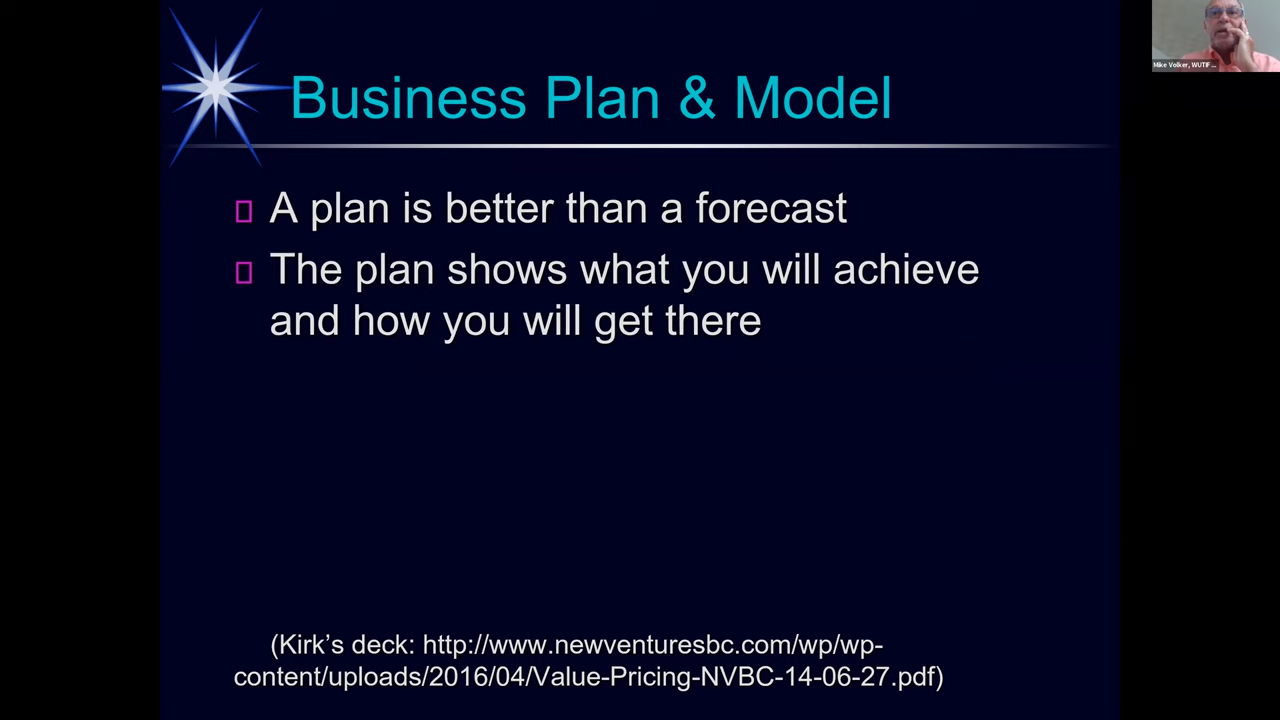 Mike Volker, WUTIF ...
Business Plan & Model
A plan is better than a forecast
The plan shows what you will achieve
and how you will get there
(Kirk’s deck: http://www.newventuresbc.com/wp/wp-
content/uploads/2016/04/Value-Pricing-NVBC-14-06-27.pdf)